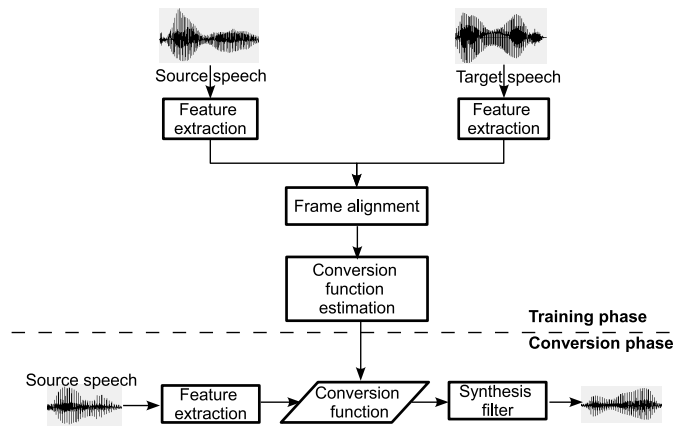 Source speech
Target speech
Feature
extraction
Feature
extraction
Frame alignment
Conversion
function
estimation
Training phase
Conversion phase
Source speech
Feature
extraction
Conversion
function
Synthesis
filter